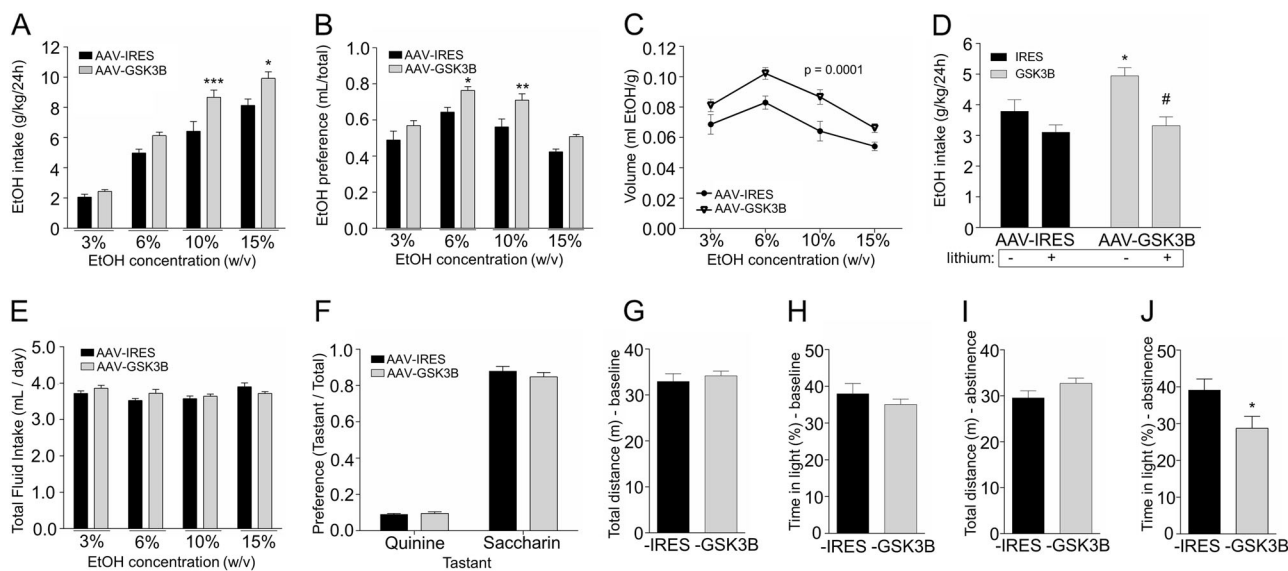 A
EtOH intake (g/kg/24h)
12
10
8
6
4
2
0
AAV-IRES
AAV-GSK3B
***
*
3% 6% 10% 15%
EtOH concentration (w/v)
B
EtOH preference (mL/total)
1.0
0.8
0.6
0.4
0.2
0.0
AAV-IRES
AAV-GSK3B
*
**
3% 6% 10% 15%
EtOH concentration (w/v)
C
Volume (ml EtOH/g)
0.12
0.10
0.08
0.06
0.04
0.02
0.00
p = 0.0001
AAV-IRES
AAV-GSK3B
3% 6% 10% 15%
EtOH concentration (w/v)
D
EtOH intake (g/kg/24h)
6
5
4
3
2
1
0
IRES
GSK3B
*
#
AAV-IRES AAV-GSK3B
lithium: - + - +
E
Total Fluid Intake (mL / day)
5.0
4.0
3.0
2.0
1.0
0.0
AAV-IRES
AAV-GSK3B
3% 6% 10% 15%
EtOH concentration (w/v)
F
Preference (Tastant / Total)
1.0
0.8
0.6
0.4
0.2
0
AAV-IRES
AAV-GSK3B
Quinine Saccharin
Tastant
G
Total distance (m) - baseline
40
30
20
10
0
-IRES -GSK3B
H
Time in light (%) - baseline
50
40
30
20
10
0
-IRES -GSK3B
I
Total distance (m) - abstinence
40
30
20
10
0
-IRES -GSK3B
J
Time in light (%) - abstinence
50
40
30
20
10
0
*
-IRES -GSK3B